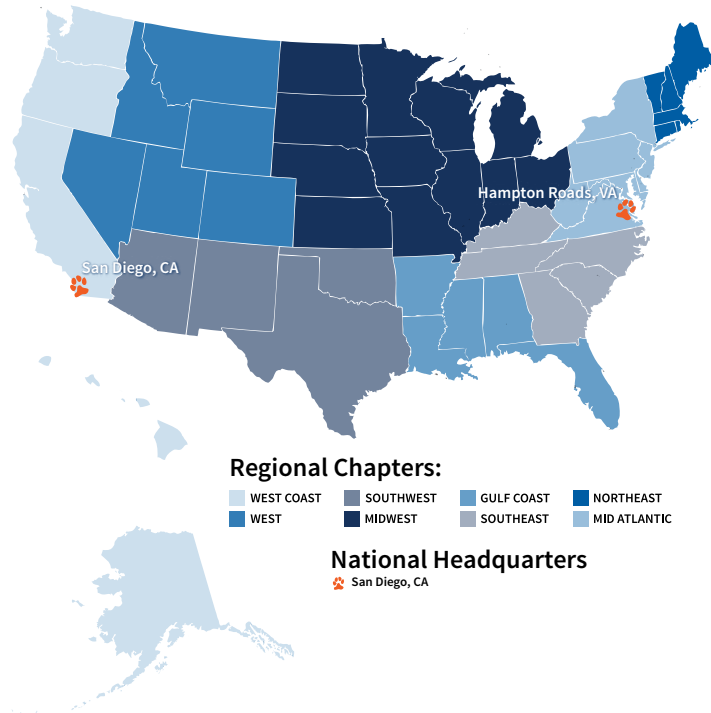 Hampton Roads, VA
San Diego, CA
Regional Chapters:
WEST COAST
SOUTHWEST
GULF COAST
NORTHEAST
WEST
MIDWEST
SOUTHEAST
MID ATLANTIC
National Headquarters
San Diego, CA